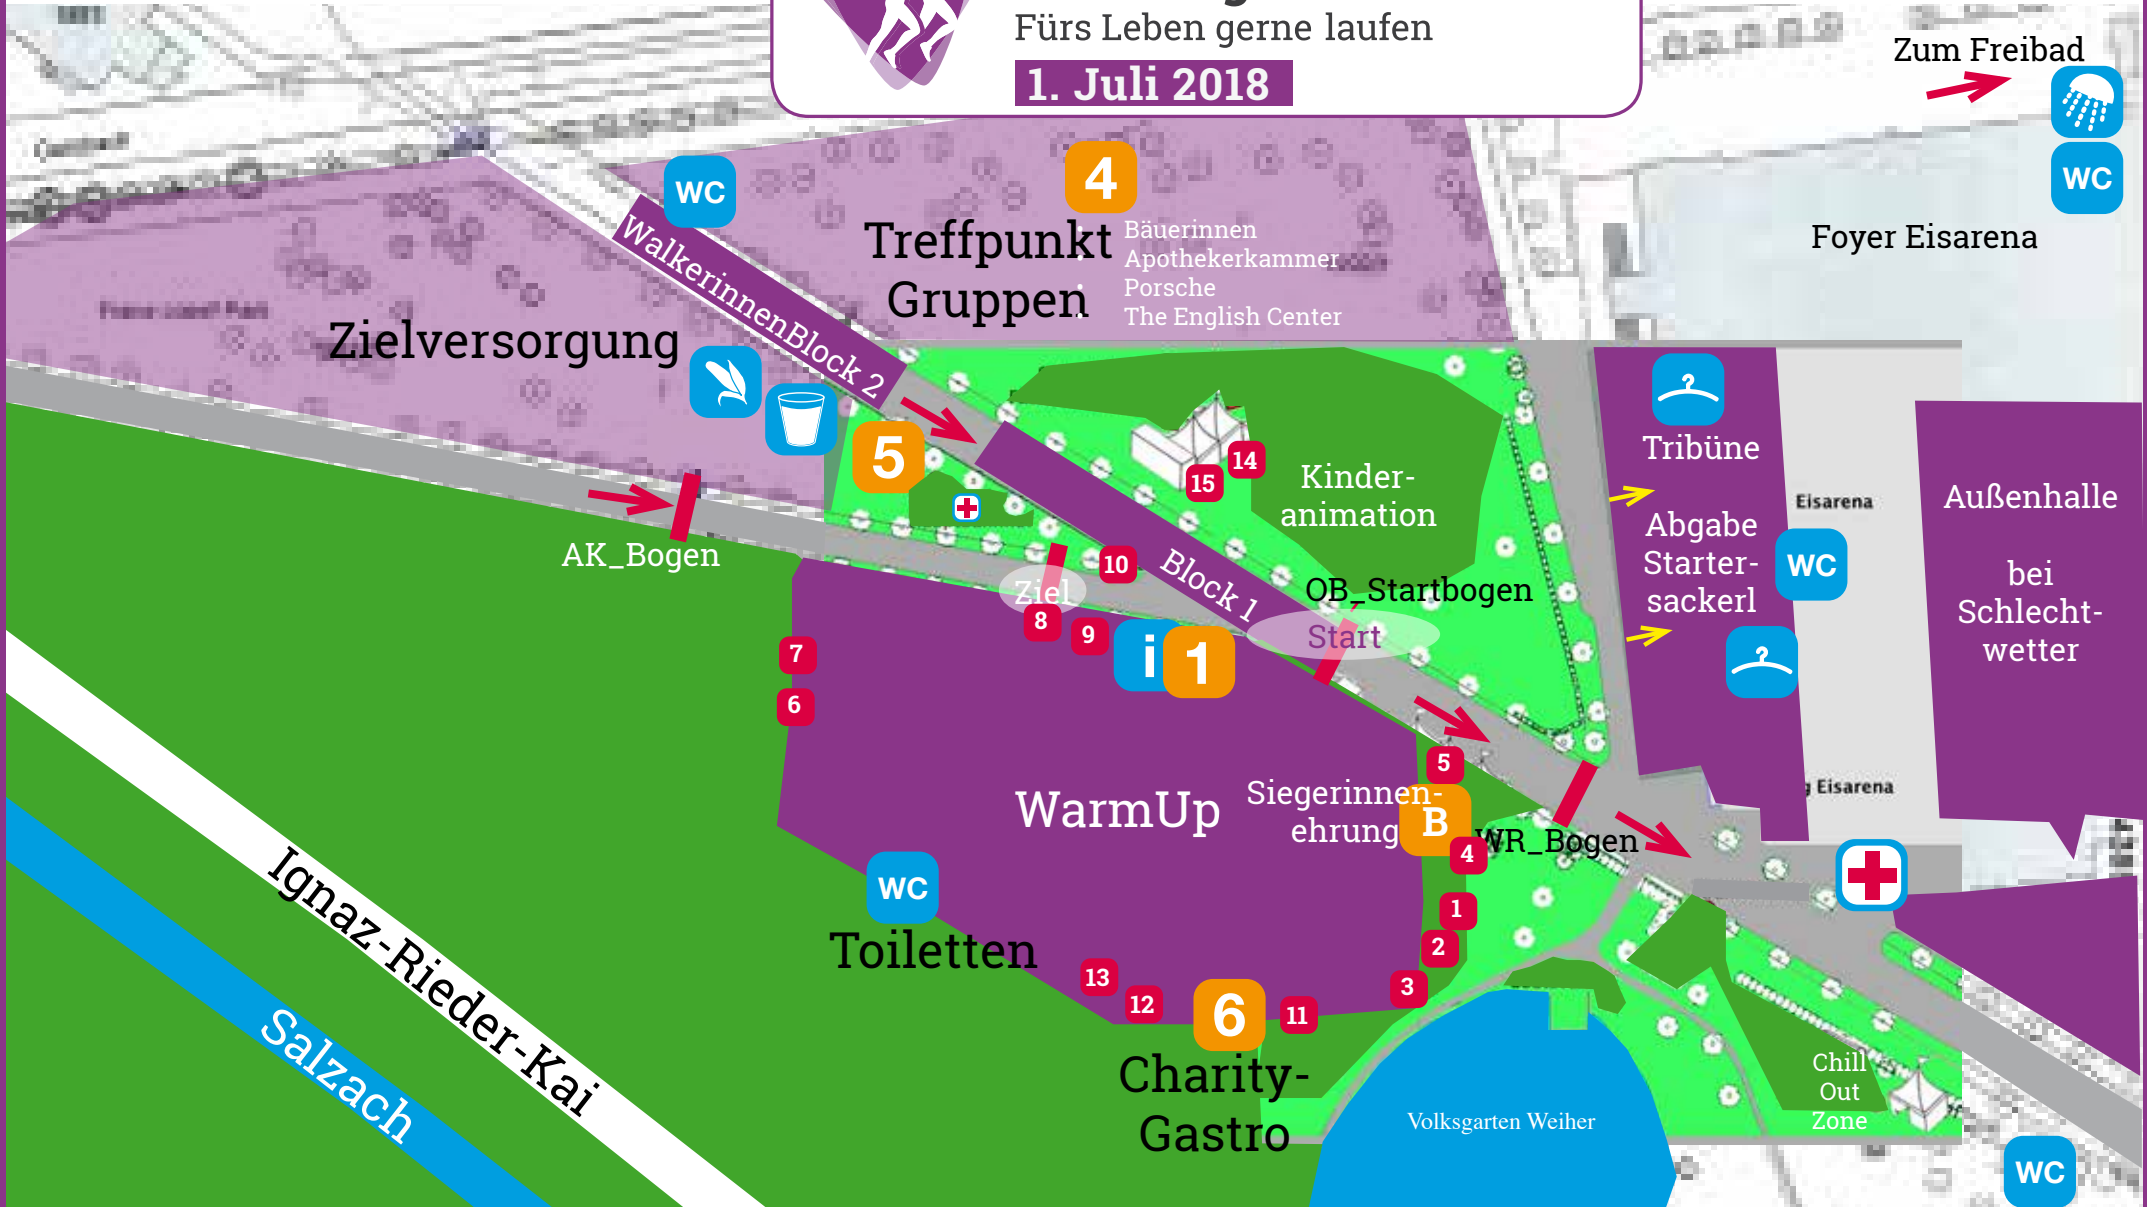 Fürs Leben gerne laufen
1. Juli 2018
Zum Freibad
WC
WC
Foyer Eisarena
4
Treffpunkt
Gruppen
Bäuerinnen
Apothekerkammer
Porsche
The English Center
WalkerinnenBlock 2
Franz Josef Park
Zielversorgung
5
Tribüne
Abgabe
Starter-
sackerl
Eisarena
WC
Außenhalle
bei
Schlecht-
wetter
14
15
Kinder-
animation
AK_Bogen
Ziel
10
8
9
Block 1
OB_Startbogen
Start
i
1
7
6
5
WarmUp
Siegerinnen-
ehrung
B
4
WR_Bogen
g Eisarena
WC
Toiletten
1
2
3
13
12
6
11
Charity-
Gastro
Ignaz-Rieder-Kai
Salzach
Volksgarten Weiher
Chill
Out
Zone
WC